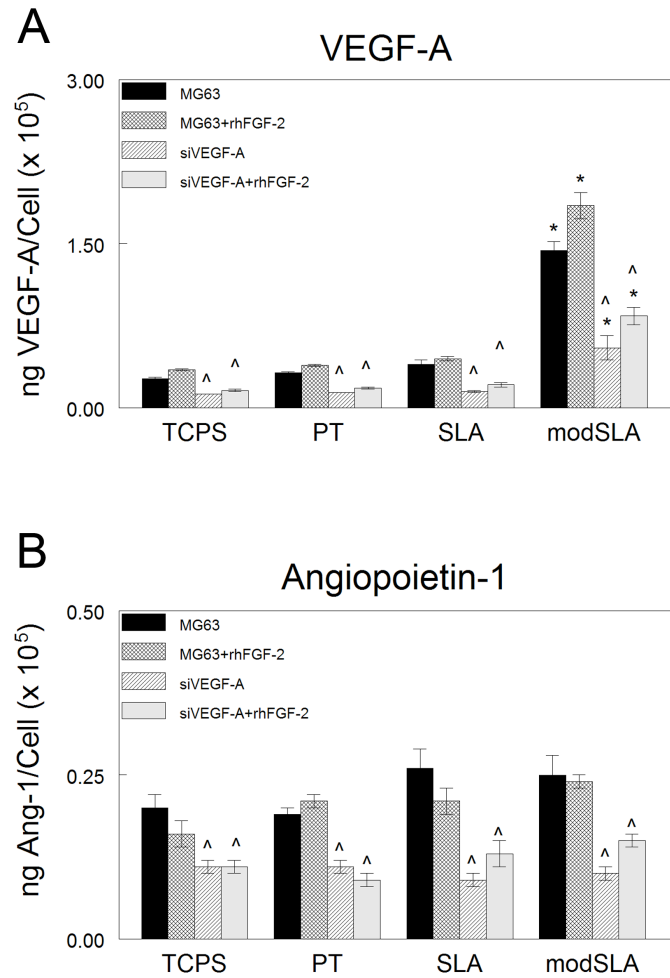 A
VEGF-A
ng VEGF-A/Cell (x 10⁵)
3.00
1.50
0.00
MG63
MG63+rhFGF-2
siVEGF-A
siVEGF-A+rhFGF-2
^ ^ ^ ^ ^ ^ * * ^ * ^ *
TCPS PT SLA modSLA
B
Angiopoietin-1
ng Ang-1/Cell (x 10⁵)
0.50
0.25
0.00
MG63
MG63+rhFGF-2
siVEGF-A
siVEGF-A+rhFGF-2
^ ^ ^ ^ ^ ^ ^ ^
TCPS PT SLA modSLA